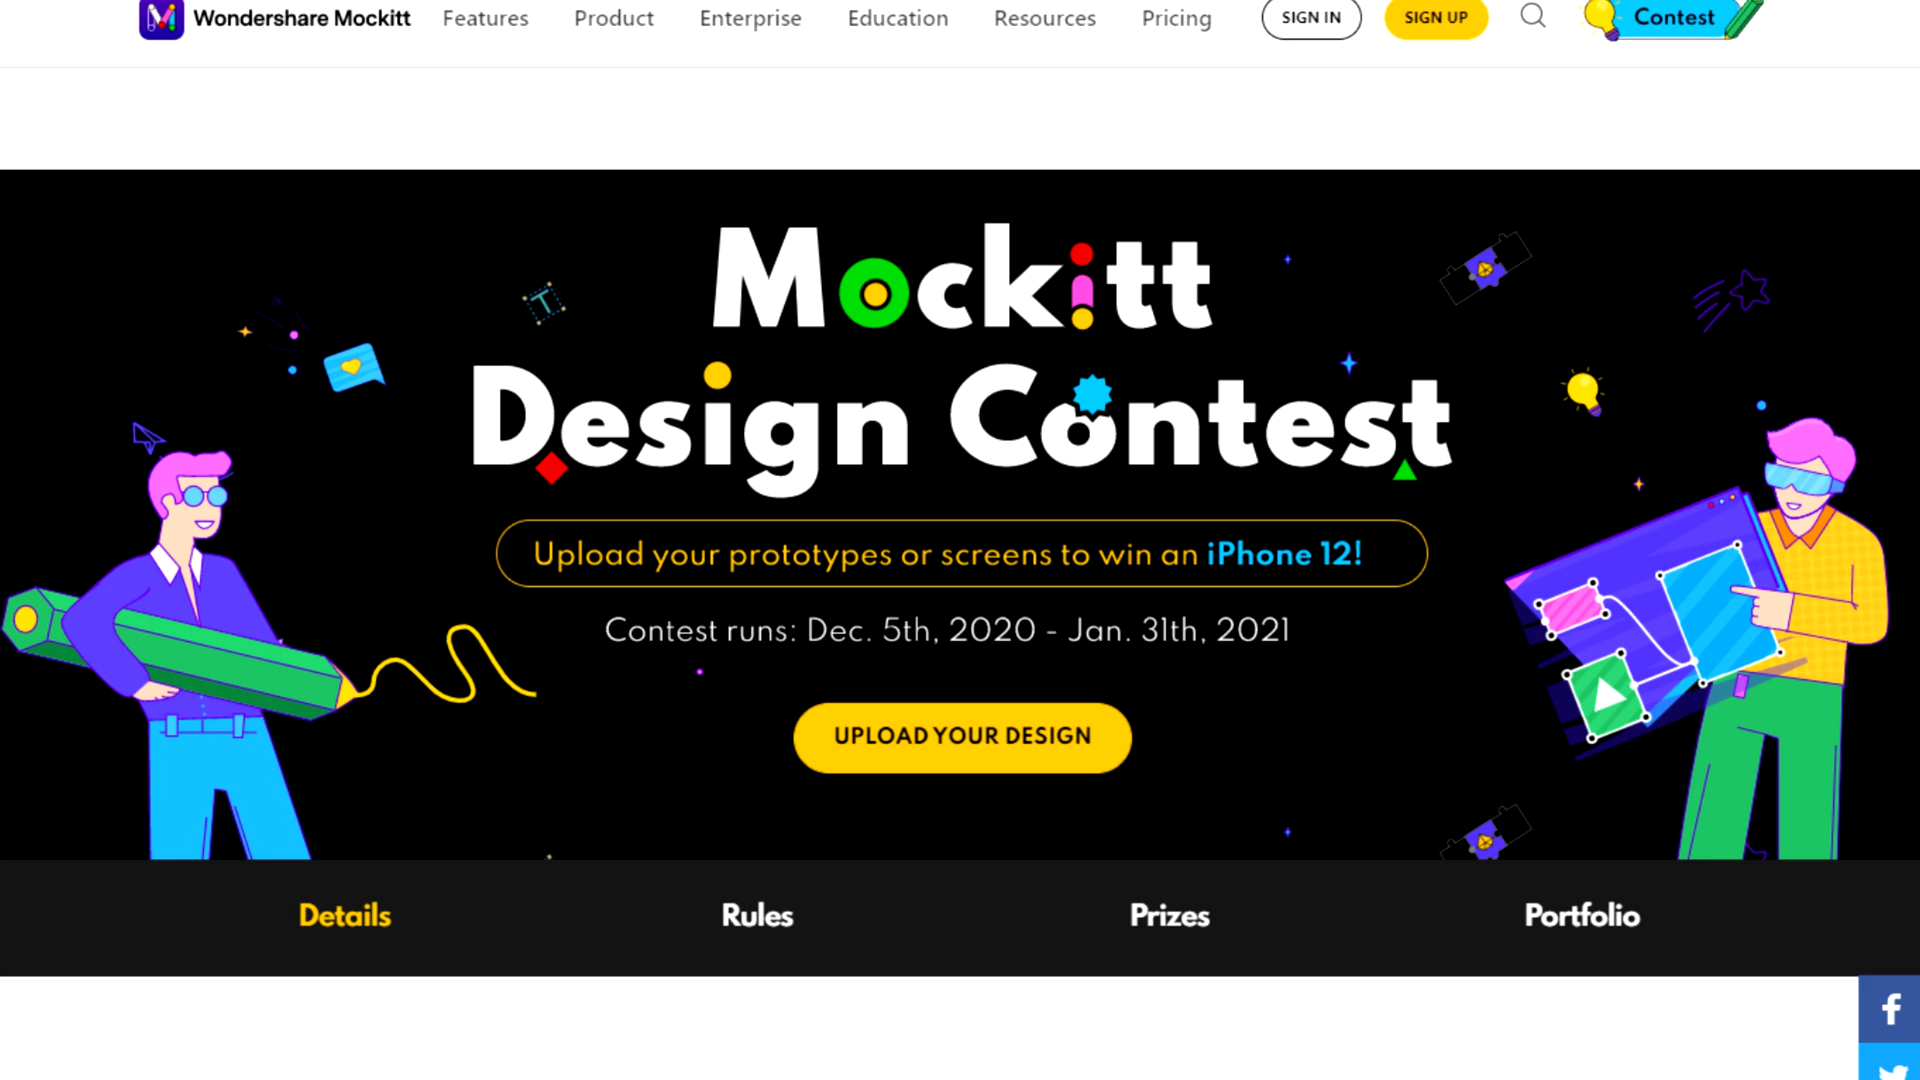 Wondershare Mockitt Features Product Enterprise Education Resources Pricing SIGN IN SIGN UP Contest
Mockitt
Design Contest
Upload your prototypes or screens to win an iPhone 12!
Contest runs: Dec. 5th, 2020 - Jan. 31th, 2021
UPLOAD YOUR DESIGN
Details Rules Prizes Portfolio